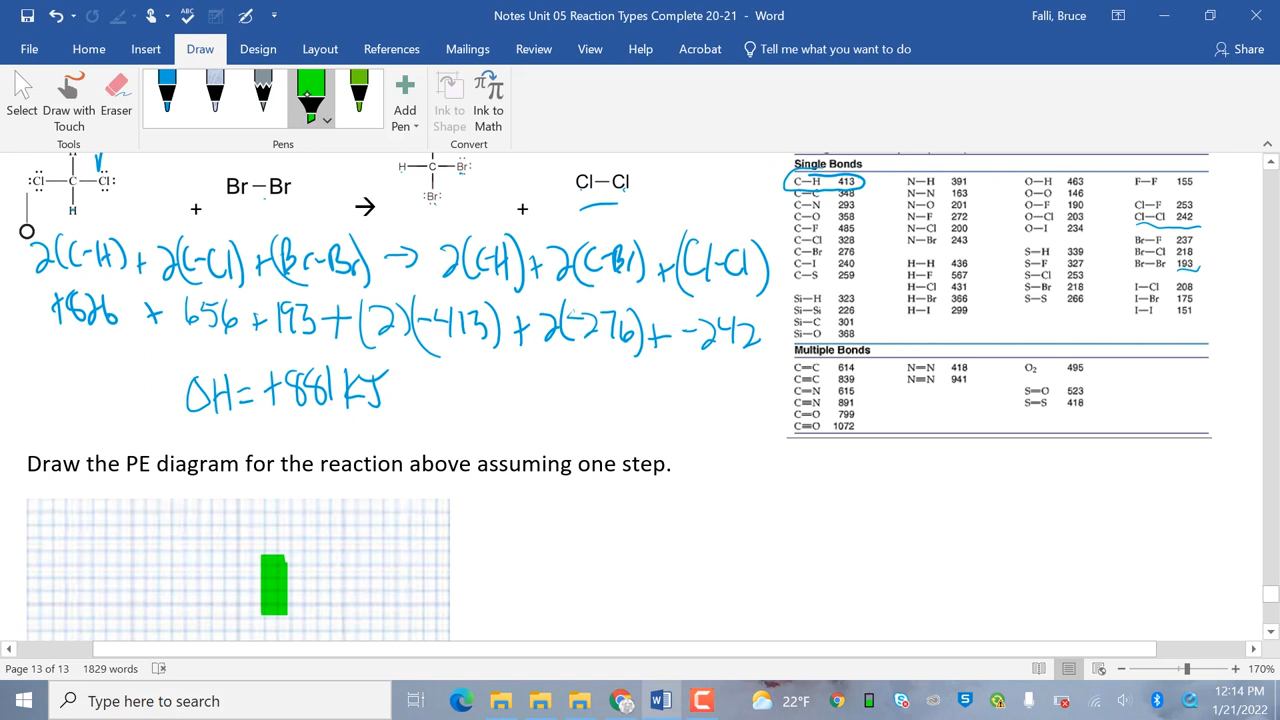 Notes Unit 05 Reaction Types Complete 20-21 - Word
Falli, Bruce
File Home Insert Draw Design Layout References Mailings Review View Help Acrobat Tell me what you want to do Share
Select Draw with Touch Eraser Add Pen Ink to Shape Ink to Math
Tools Pens Convert
H
:Cl—C—Cl:
H
Br—Br
H—C—Br:
:Br:
Cl—Cl
+ → +
2(C-H) + 2(C-Cl) + (Br-Br) → 2(C-H) + 2(C-Br) + (Cl-Cl)
+826 + 656 + 193 + (2)(-413) + 2(-276) + -242
ΔH = +881 KJ
Draw the PE diagram for the reaction above assuming one step.
Single Bonds
C—H 413 N—H 391 O—H 463 F—F 155
C—C 348 N—N 163 O—O 146
C—N 293 N—O 201 O—F 190 Cl—F 253
C—O 358 N—F 272 O—Cl 203 Cl—Cl 242
C—F 485 N—Cl 200 O—I 234
C—Cl 328 N—Br 243 Br—F 237
C—Br 276 S—H 339 Br—Cl 218
C—I 240 H—H 436 S—F 327 Br—Br 193
C—S 259 H—F 567 S—Cl 253
H—Cl 431 S—Br 218 I—Cl 208
Si—H 323 H—Br 366 S—S 266 I—Br 175
Si—Si 226 H—I 299 I—I 151
Si—C 301
Si—O 368
Multiple Bonds
C=C 614 N=N 418 O2 495
C≡C 839 N≡N 941
C=N 615 S=O 523
C≡N 891 S=S 418
C=O 799
C≡O 1072
Page 13 of 13 1829 words 170%
Type here to search 22°F 12:14 PM
1/21/2022